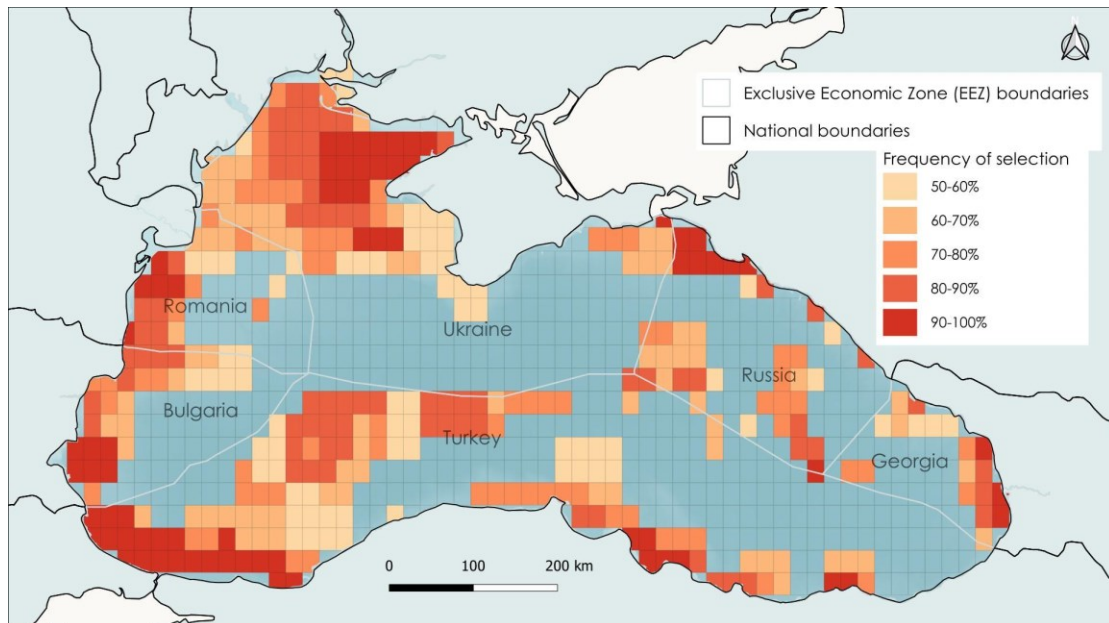 N
Exclusive Economic Zone (EEZ) boundaries
National boundaries
Frequency of selection
50-60%
60-70%
70-80%
80-90%
90-100%
Romania
Ukraine
Russia
Bulgaria
Turkey
Georgia
0 100 200 km